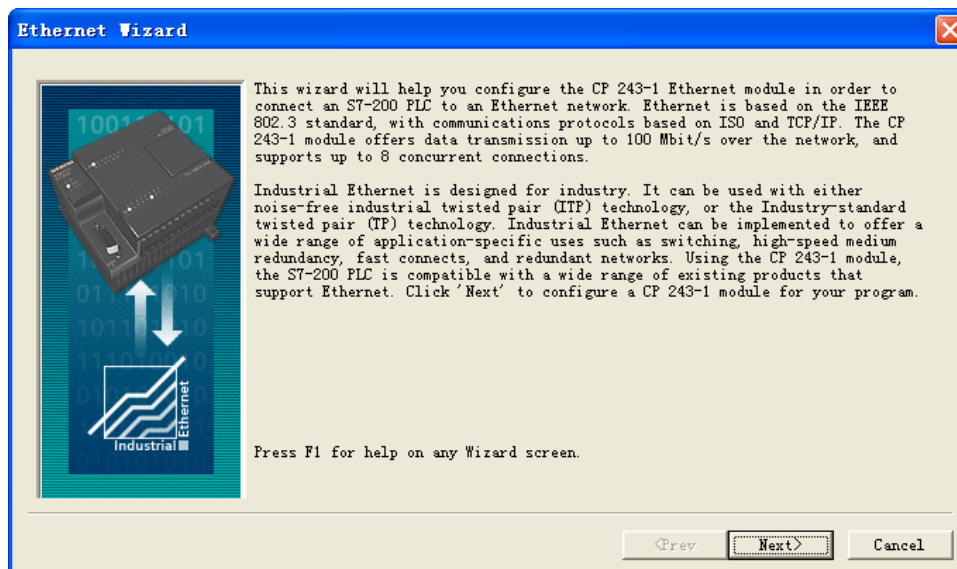 Ethernet Wizard
This wizard will help you configure the CP 243-1 Ethernet module in order to
connect an S7-200 PLC to an Ethernet network. Ethernet is based on the IEEE
802.3 standard, with communications protocols based on ISO and TCP/IP. The CP
243-1 module offers data transmission up to 100 Mbit/s over the network, and
supports up to 8 concurrent connections.
Industrial Ethernet is designed for industry. It can be used with either
noise-free industrial twisted pair (ITP) technology, or the Industry-standard
twisted pair (TP) technology. Industrial Ethernet can be implemented to offer a
wide range of application-specific uses such as switching, high-speed medium
redundancy, fast connects, and redundant networks. Using the CP 243-1 module,
the S7-200 PLC is compatible with a wide range of existing products that
support Ethernet. Click 'Next' to configure a CP 243-1 module for your program.
Industrial
Ethernet
Press F1 for help on any Wizard screen.
<Prev
Next>
Cancel